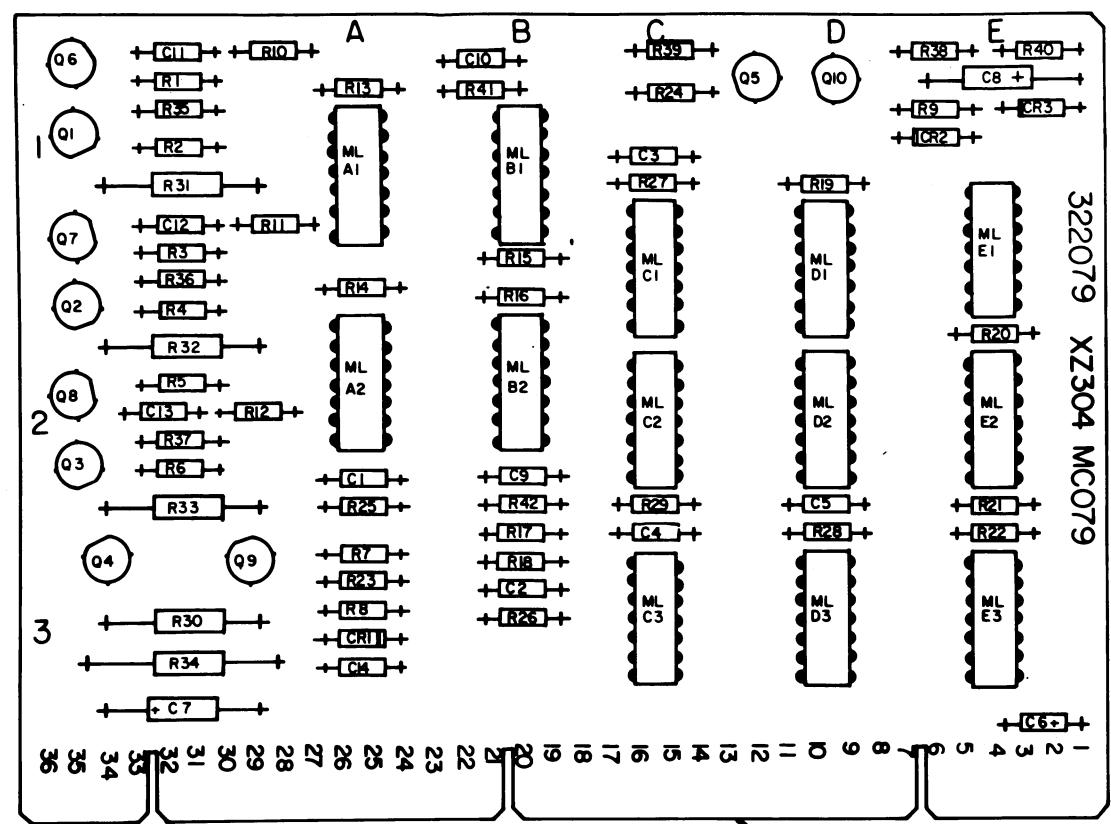 A B C D E
1
2
3
Q6
C11 R10
R1
R35
Q1
R2
R31
Q7
C12 R11
R3
R36
Q2
R4
R32
R5
Q8
C13 R12
R37
Q3
R6
R33
Q4 Q9
R30
R34
+ C7
R13
ML
A1
R14
ML
A2
C1
R25
R7
R23
R8
CR1
C14
C10
R41
ML
B1
R15
R16
ML
B2
C9
R42
R17
R18
C2
R26
R39
R24
C3
R27
ML
C1
ML
C2
R29
C4
ML
C3
Q5 Q10
R19
ML
D1
ML
D2
C5
R28
ML
D3
R38 R40
C8 +
R9 CR3
CR2
ML
E1
R20
ML
E2
R21
R22
ML
E3
C6+
322079 XZ304 MC079
36 35 34 33 32 31 30 29 28 27 26 25 24 23 22 21 20 19 18 17 16 15 14 13 12 11 10 9 8 7 6 5 4 3 2 1